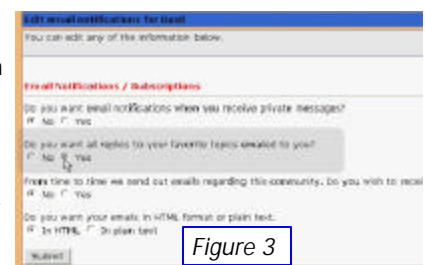 Edit email notifications for
You can edit any of the information below.
Email Notifications / Subscriptions
Do you want email notifications when you receive private messages?
No Yes
Do you want all replies to your favorite topics emailed to you?
No Yes
From time to time we send out emails regarding this community. Do you wish to recei
No Yes
Do you want your emails in HTML format or plain text.
In HTML In plain text
Submit
Figure 3